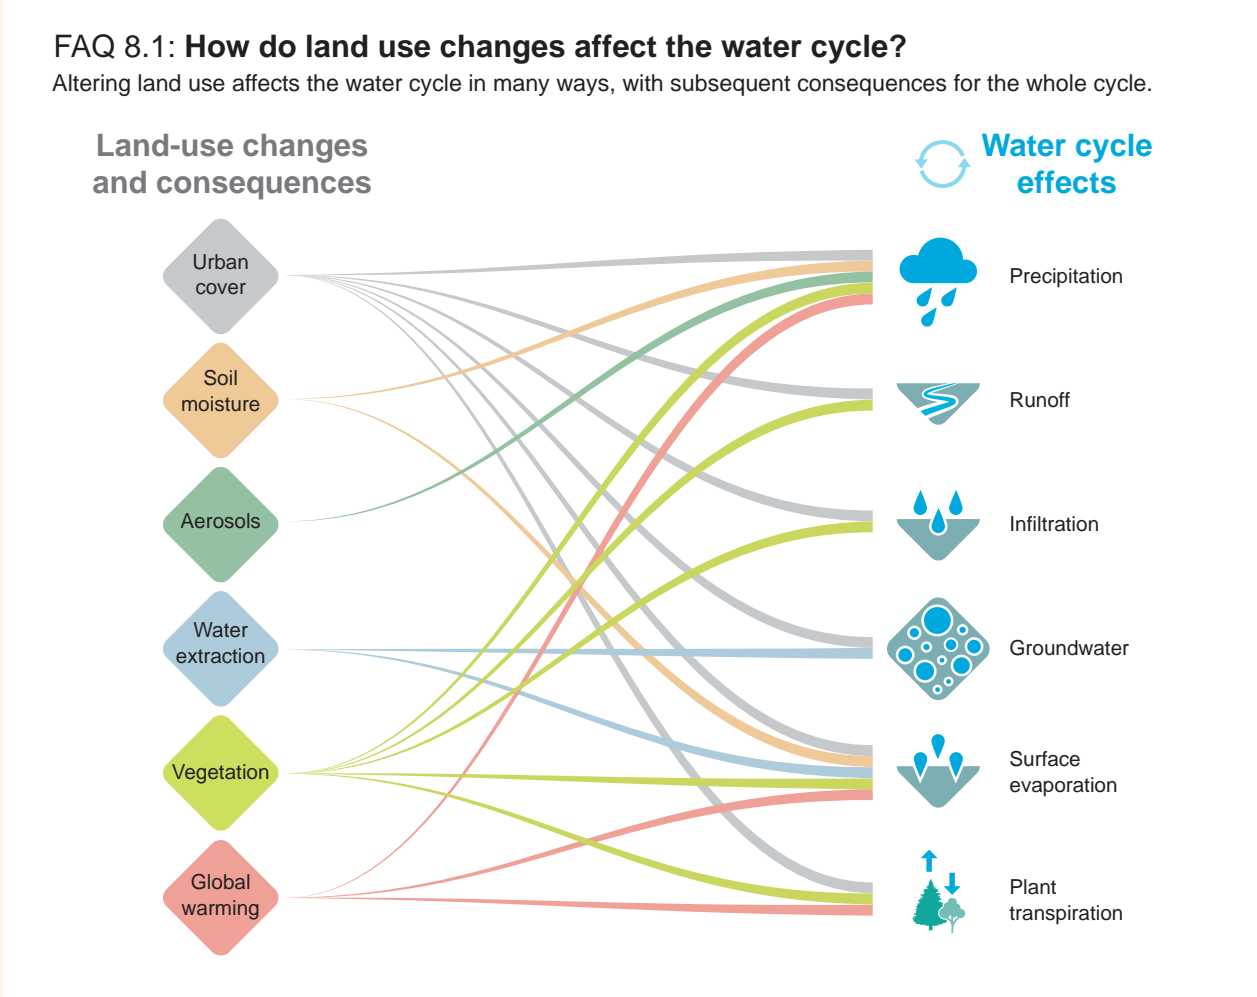 FAQ 8.1: How do land use changes affect the water cycle?
Altering land use affects the water cycle in many ways, with subsequent consequences for the whole cycle.
Land-use changes
and consequences
Water cycle
effects
Urban
cover
Soil
moisture
Aerosols
Water
extraction
Vegetation
Global
warming
Precipitation
Runoff
Infiltration
Groundwater
Surface
evaporation
Plant
transpiration